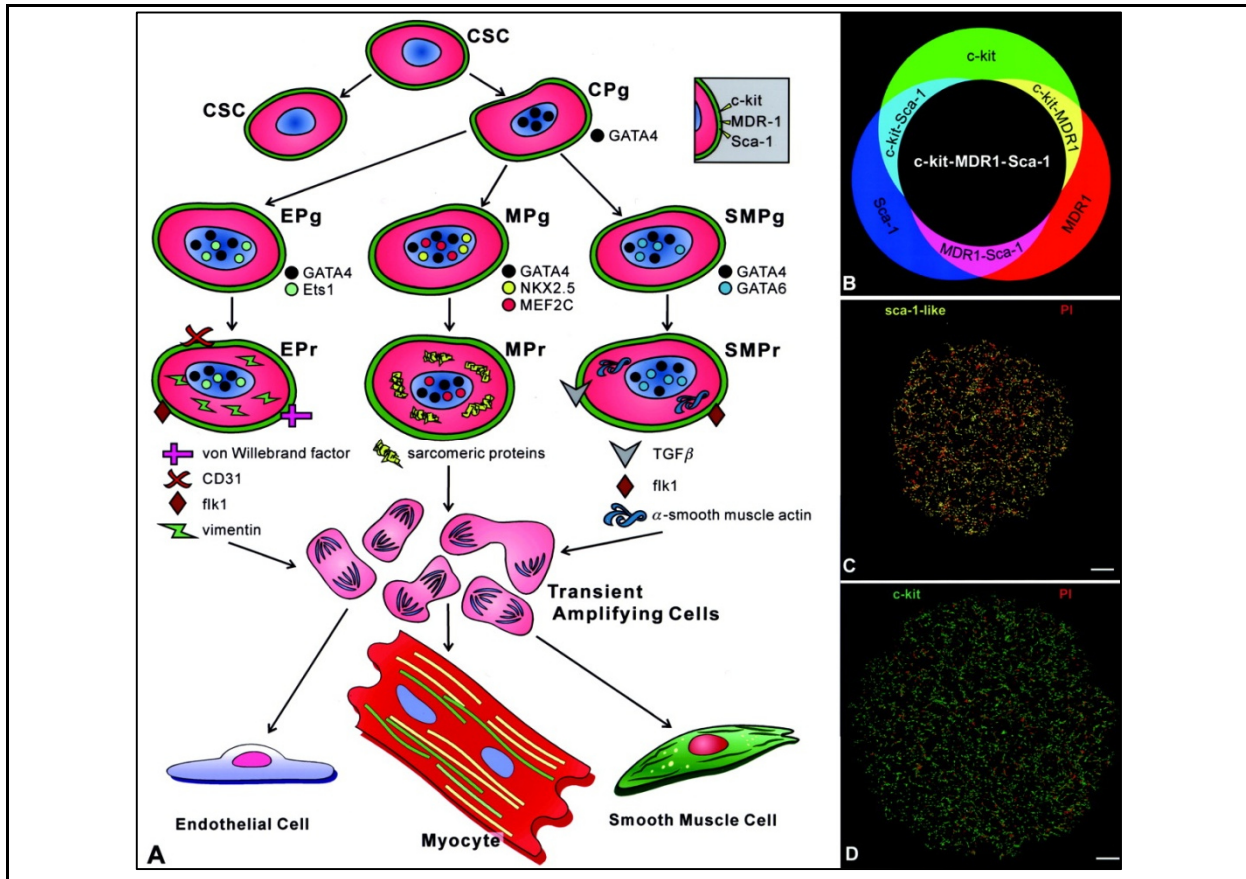 CSC
CSC
CPg
GATA4
c-kit
MDR-1
Sca-1
EPg
GATA4
Ets1
MPg
GATA4
NKX2.5
MEF2C
SMPg
GATA4
GATA6
EPr
MPr
SMPr
von Willebrand factor
CD31
flk1
vimentin
sarcomeric proteins
TGFβ
flk1
α-smooth muscle actin
Transient
Amplifying Cells
Endothelial Cell
Myocyte
Smooth Muscle Cell
A
c-kit
c-kit-Sca-1
c-kit-MDR1
c-kit-MDR1-Sca-1
Sca-1
MDR1
MDR1-Sca-1
B
sca-1-like
PI
C
c-kit
PI
D